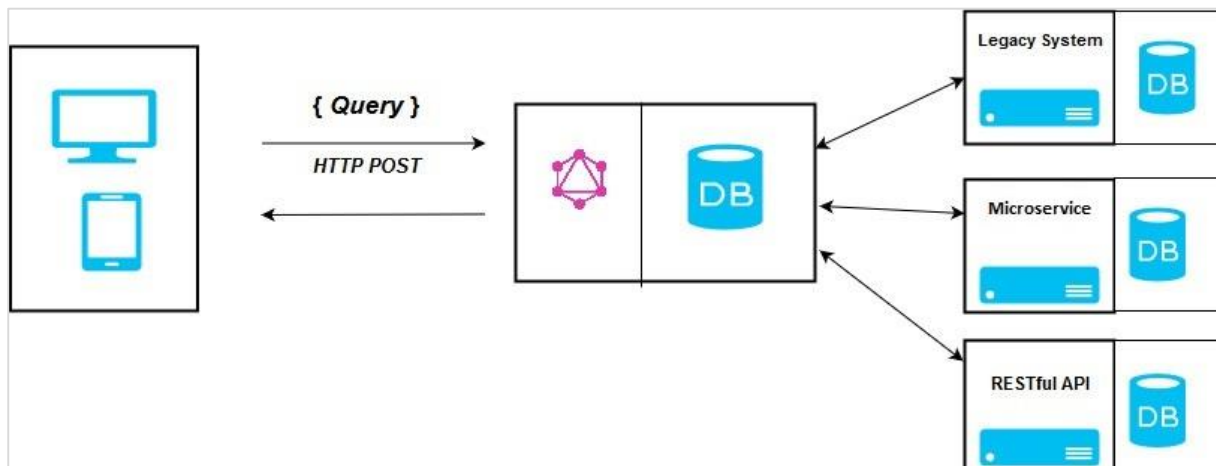 { Query }
HTTP POST
DB
Legacy System
DB
Microservice
DB
RESTful API
DB